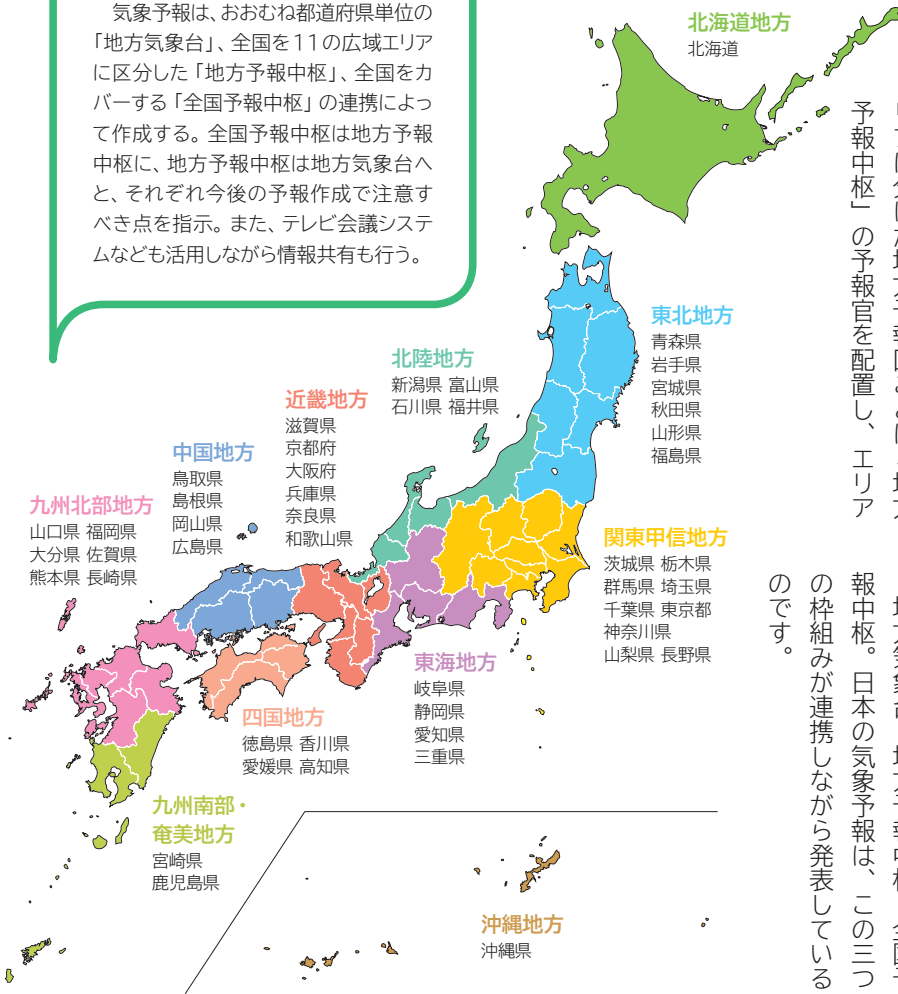 気象予報は、おおむね都道府県単位の
「地方気象台」、全国を11の広域エリア
に区分した「地方予報中枢」、全国をカ
バーする「全国予報中枢」の連携によっ
て作成する。全国予報中枢は地方予報
中枢に、地方予報中枢は地方気象台へ
と、それぞれ今後の予報作成で注意す
べき点を指示。また、テレビ会議システ
ムなども活用しながら情報共有も行う。
北海道地方
北海道
東北地方
青森県
岩手県
宮城県
秋田県
山形県
福島県
北陸地方
新潟県 富山県
石川県 福井県
近畿地方
滋賀県
京都府
大阪府
兵庫県
奈良県
和歌山県
中国地方
鳥取県
島根県
岡山県
広島県
九州北部地方
山口県 福岡県
大分県 佐賀県
熊本県 長崎県
関東甲信地方
茨城県 栃木県
群馬県 埼玉県
千葉県 東京都
神奈川県
山梨県 長野県
東海地方
岐阜県
静岡県
愛知県
三重県
四国地方
徳島県 香川県
愛媛県 高知県
九州南部・
奄美地方
宮崎県
鹿児島県
沖縄地方
沖縄県
予報中枢」の予報官を配置し、エリア
報中枢。日本の気象予報は、この三つ
の枠組みが連携しながら発表している
のです。